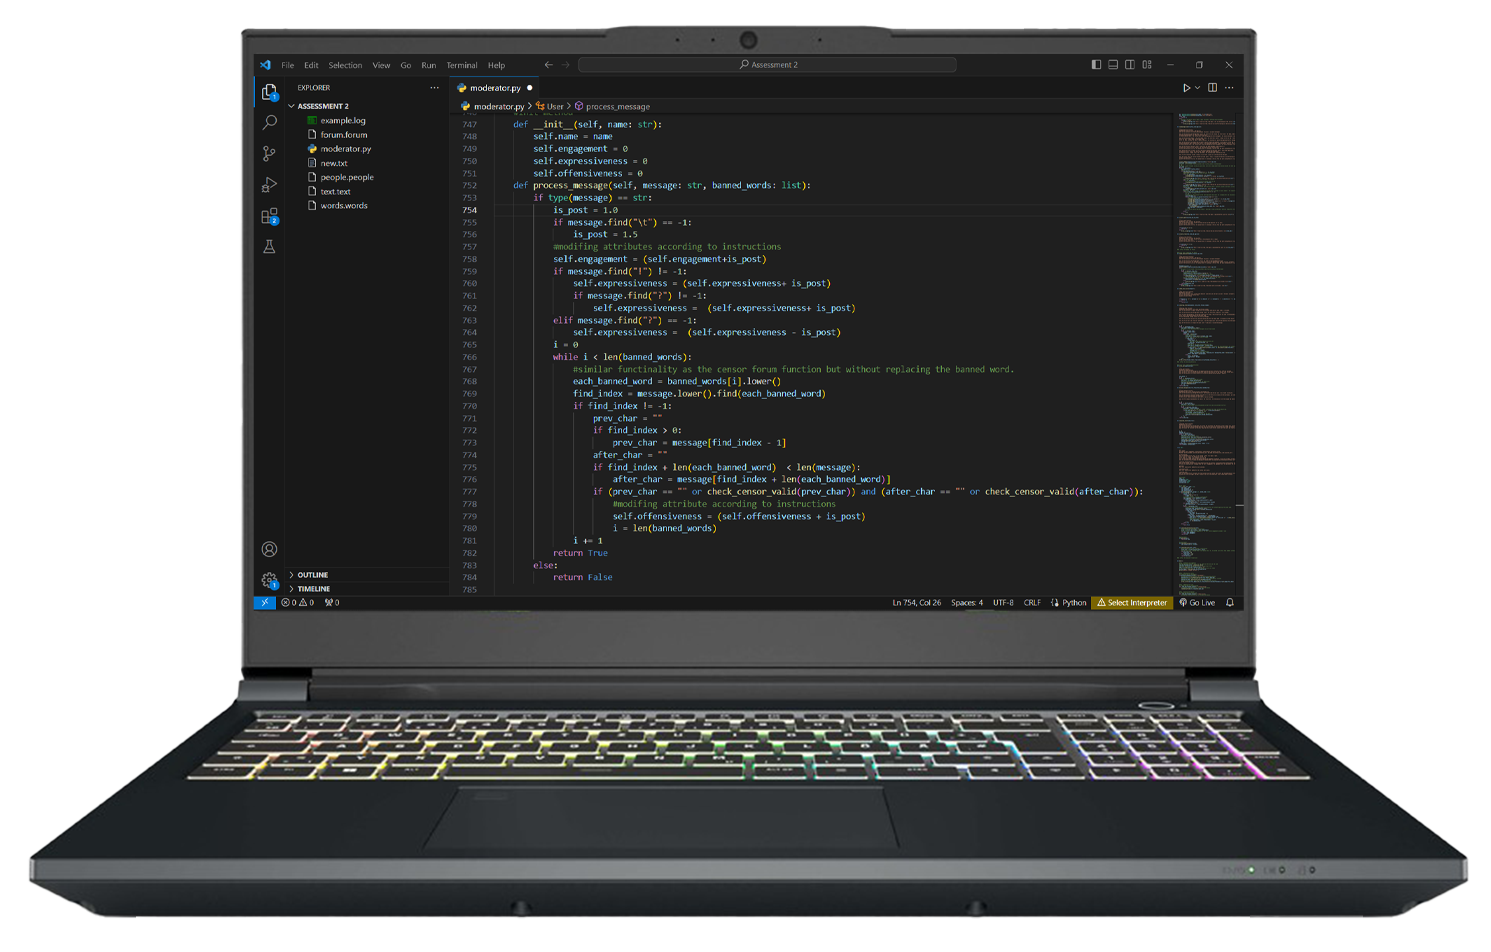 File Edit Selection View Go Run Terminal Help
Assessment 2
EXPLORER
ASSESSMENT 2
example.log
forum.forum
moderator.py
new.txt
people.people
text.text
words.words
OUTLINE
TIMELINE
moderator.py
moderator.py > User > process_message
747 def __init__(self, name: str):
748 self.name = name
749 self.engagement = 0
750 self.expressiveness = 0
751 self.offensiveness = 0
752 def process_message(self, message: str, banned_words: list):
753 if type(message) == str:
754 is_post = 1.0
755 if message.find("\t") == -1:
756 is_post = 1.5
757 #modifing attributes according to instructions
758 self.engagement = (self.engagement+is_post)
759 if message.find("!") != -1:
760 self.expressiveness = (self.expressiveness+ is_post)
761 if message.find("?") != -1:
762 self.expressiveness = (self.expressiveness+ is_post)
763 elif message.find("?") == -1:
764 self.expressiveness = (self.expressiveness - is_post)
765 i = 0
766 while i < len(banned_words):
767 #similar functinality as the censor forum function but without replacing the banned word.
768 each_banned_word = banned_words[i].lower()
769 find_index = message.lower().find(each_banned_word)
770 if find_index != -1:
771 prev_char = ""
772 if find_index > 0:
773 prev_char = message[find_index - 1]
774 after_char = ""
775 if find_index + len(each_banned_word) < len(message):
776 after_char = message[find_index + len(each_banned_word)]
777 if (prev_char == "" or check_censor_valid(prev_char)) and (after_char == "" or check_censor_valid(after_char)):
778 #modifing attribute according to instructions
779 self.offensiveness = (self.offensiveness + is_post)
780 i = len(banned_words)
781 i += 1
782 return True
783 else:
784 return False
785
0 0 0
Ln 754, Col 26 Spaces: 4 UTF-8 CRLF Python Select Interpreter Go Live